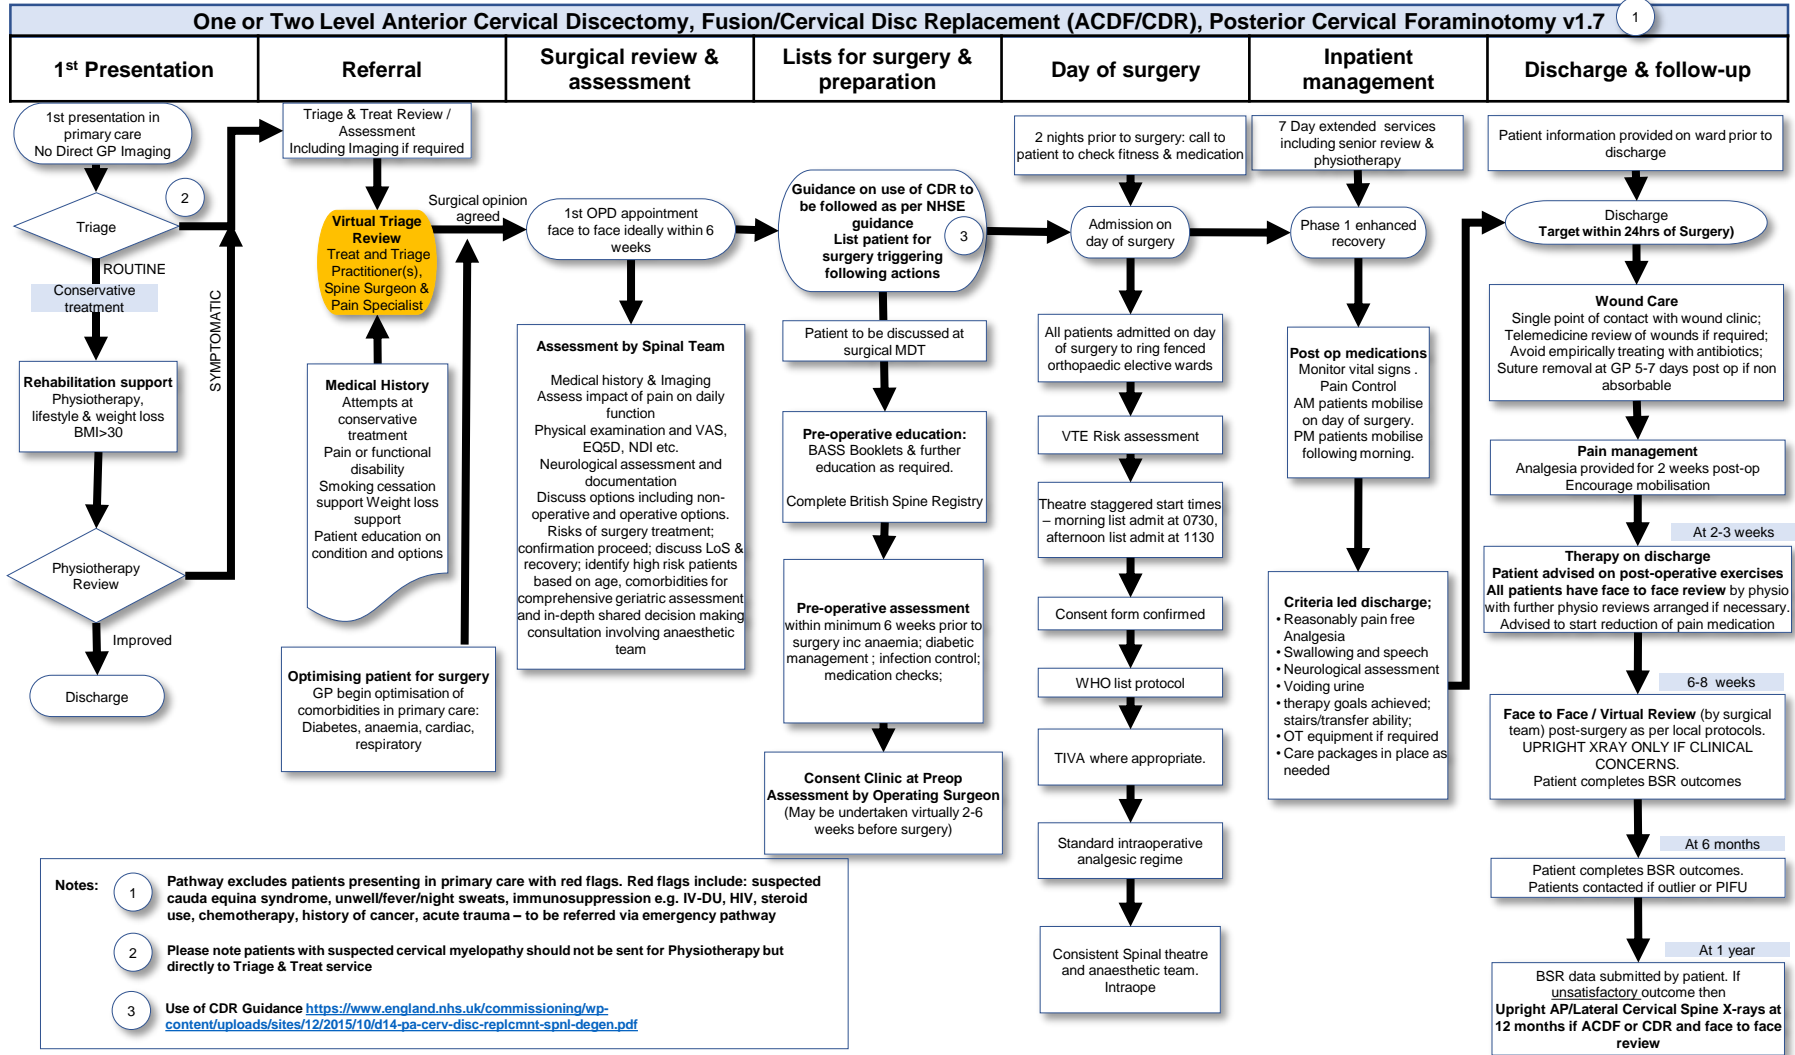 One or Two Level Anterior Cervical Discectomy, Fusion/Cervical Disc Replacement (ACDF/CDR), Posterior Cervical Foraminotomy v1.7
1
1st Presentation
Referral
Surgical review &
assessment
Lists for surgery &
preparation
Day of surgery
Inpatient
management
Discharge & follow-up
1st presentation in
primary care
No Direct GP Imaging
2
Triage
ROUTINE
Conservative
treatment
SYMPTOMATIC
Rehabilitation support
Physiotherapy,
lifestyle & weight loss
BMI>30
Physiotherapy
Review
Improved
Discharge
Triage & Treat Review /
Assessment
Including Imaging if required
Virtual Triage
Review
Treat and Triage
Practitioner(s),
Spine Surgeon &
Pain Specialist
Surgical opinion
agreed
Medical History
Attempts at
conservative
treatment
Pain or functional
disability
Smoking cessation
support Weight loss
support
Patient education on
condition and options
Optimising patient for surgery
GP begin optimisation of
comorbidities in primary care:
Diabetes, anaemia, cardiac,
respiratory
1st OPD appointment
face to face ideally within 6
weeks
Assessment by Spinal Team
Medical history & Imaging
Assess impact of pain on daily
function
Physical examination and VAS,
EQ5D, NDI etc.
Neurological assessment and
documentation
Discuss options including non-
operative and operative options.
Risks of surgery treatment;
confirmation proceed; discuss LoS &
recovery; identify high risk patients
based on age, comorbidities for
comprehensive geriatric assessment
and in-depth shared decision making
consultation involving anaesthetic
team
Guidance on use of CDR to
be followed as per NHSE
guidance
List patient for
surgery triggering
following actions
3
Patient to be discussed at
surgical MDT
Pre-operative education:
BASS Booklets & further
education as required.
Complete British Spine Registry
Pre-operative assessment
within minimum 6 weeks prior to
surgery inc anaemia; diabetic
management ; infection control;
medication checks;
Consent Clinic at Preop
Assessment by Operating Surgeon
(May be undertaken virtually 2-6
weeks before surgery)
2 nights prior to surgery: call to
patient to check fitness & medication
Admission on
day of surgery
All patients admitted on day
of surgery to ring fenced
orthopaedic elective wards
VTE Risk assessment
Theatre staggered start times
– morning list admit at 0730,
afternoon list admit at 1130
Consent form confirmed
WHO list protocol
TIVA where appropriate.
Standard intraoperative
analgesic regime
Consistent Spinal theatre
and anaesthetic team.
Intraope
7 Day extended services
including senior review &
physiotherapy
Phase 1 enhanced
recovery
Post op medications
Monitor vital signs .
Pain Control
AM patients mobilise
on day of surgery.
PM patients mobilise
following morning.
Criteria led discharge;
• Reasonably pain free
Analgesia
• Swallowing and speech
• Neurological assessment
• Voiding urine
• therapy goals achieved;
stairs/transfer ability;
• OT equipment if required
• Care packages in place as
needed
Patient information provided on ward prior to
discharge
Discharge
Target within 24hrs of Surgery)
Wound Care
Single point of contact with wound clinic;
Telemedicine review of wounds if required;
Avoid empirically treating with antibiotics;
Suture removal at GP 5-7 days post op if non
absorbable
Pain management
Analgesia provided for 2 weeks post-op
Encourage mobilisation
At 2-3 weeks
Therapy on discharge
Patient advised on post-operative exercises
All patients have face to face review by physio
with further physio reviews arranged if necessary.
Advised to start reduction of pain medication
6-8 weeks
Face to Face / Virtual Review (by surgical
team) post-surgery as per local protocols.
UPRIGHT XRAY ONLY IF CLINICAL
CONCERNS.
Patient completes BSR outcomes
At 6 months
Patient completes BSR outcomes.
Patients contacted if outlier or PIFU
At 1 year
BSR data submitted by patient. If
unsatisfactory outcome then
Upright AP/Lateral Cervical Spine X-rays at
12 months if ACDF or CDR and face to face
review
Notes:
1
Pathway excludes patients presenting in primary care with red flags. Red flags include: suspected
cauda equina syndrome, unwell/fever/night sweats, immunosuppression e.g. IV-DU, HIV, steroid
use, chemotherapy, history of cancer, acute trauma – to be referred via emergency pathway
2
Please note patients with suspected cervical myelopathy should not be sent for Physiotherapy but
directly to Triage & Treat service
3
Use of CDR Guidance https://www.england.nhs.uk/commissioning/wp-
content/uploads/sites/12/2015/10/d14-pa-cerv-disc-replcmnt-spnl-degen.pdf